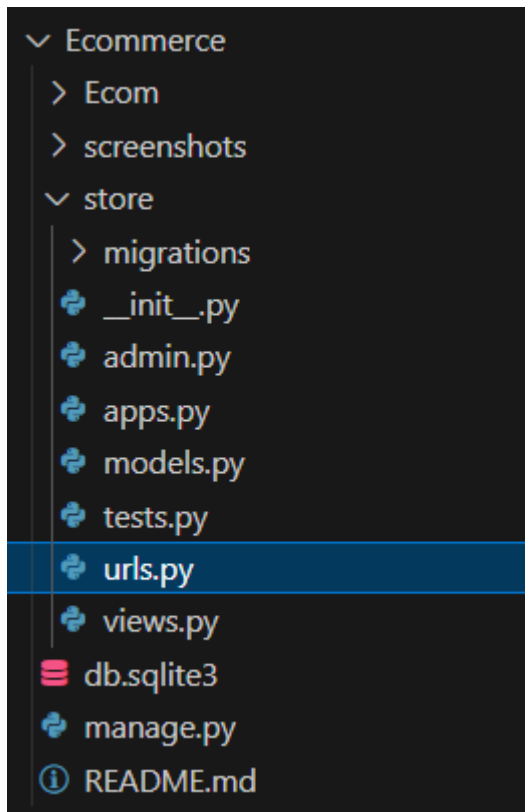 Ecommerce
Ecom
screenshots
store
migrations
__init__.py
admin.py
apps.py
models.py
tests.py
urls.py
views.py
db.sqlite3
manage.py
README.md